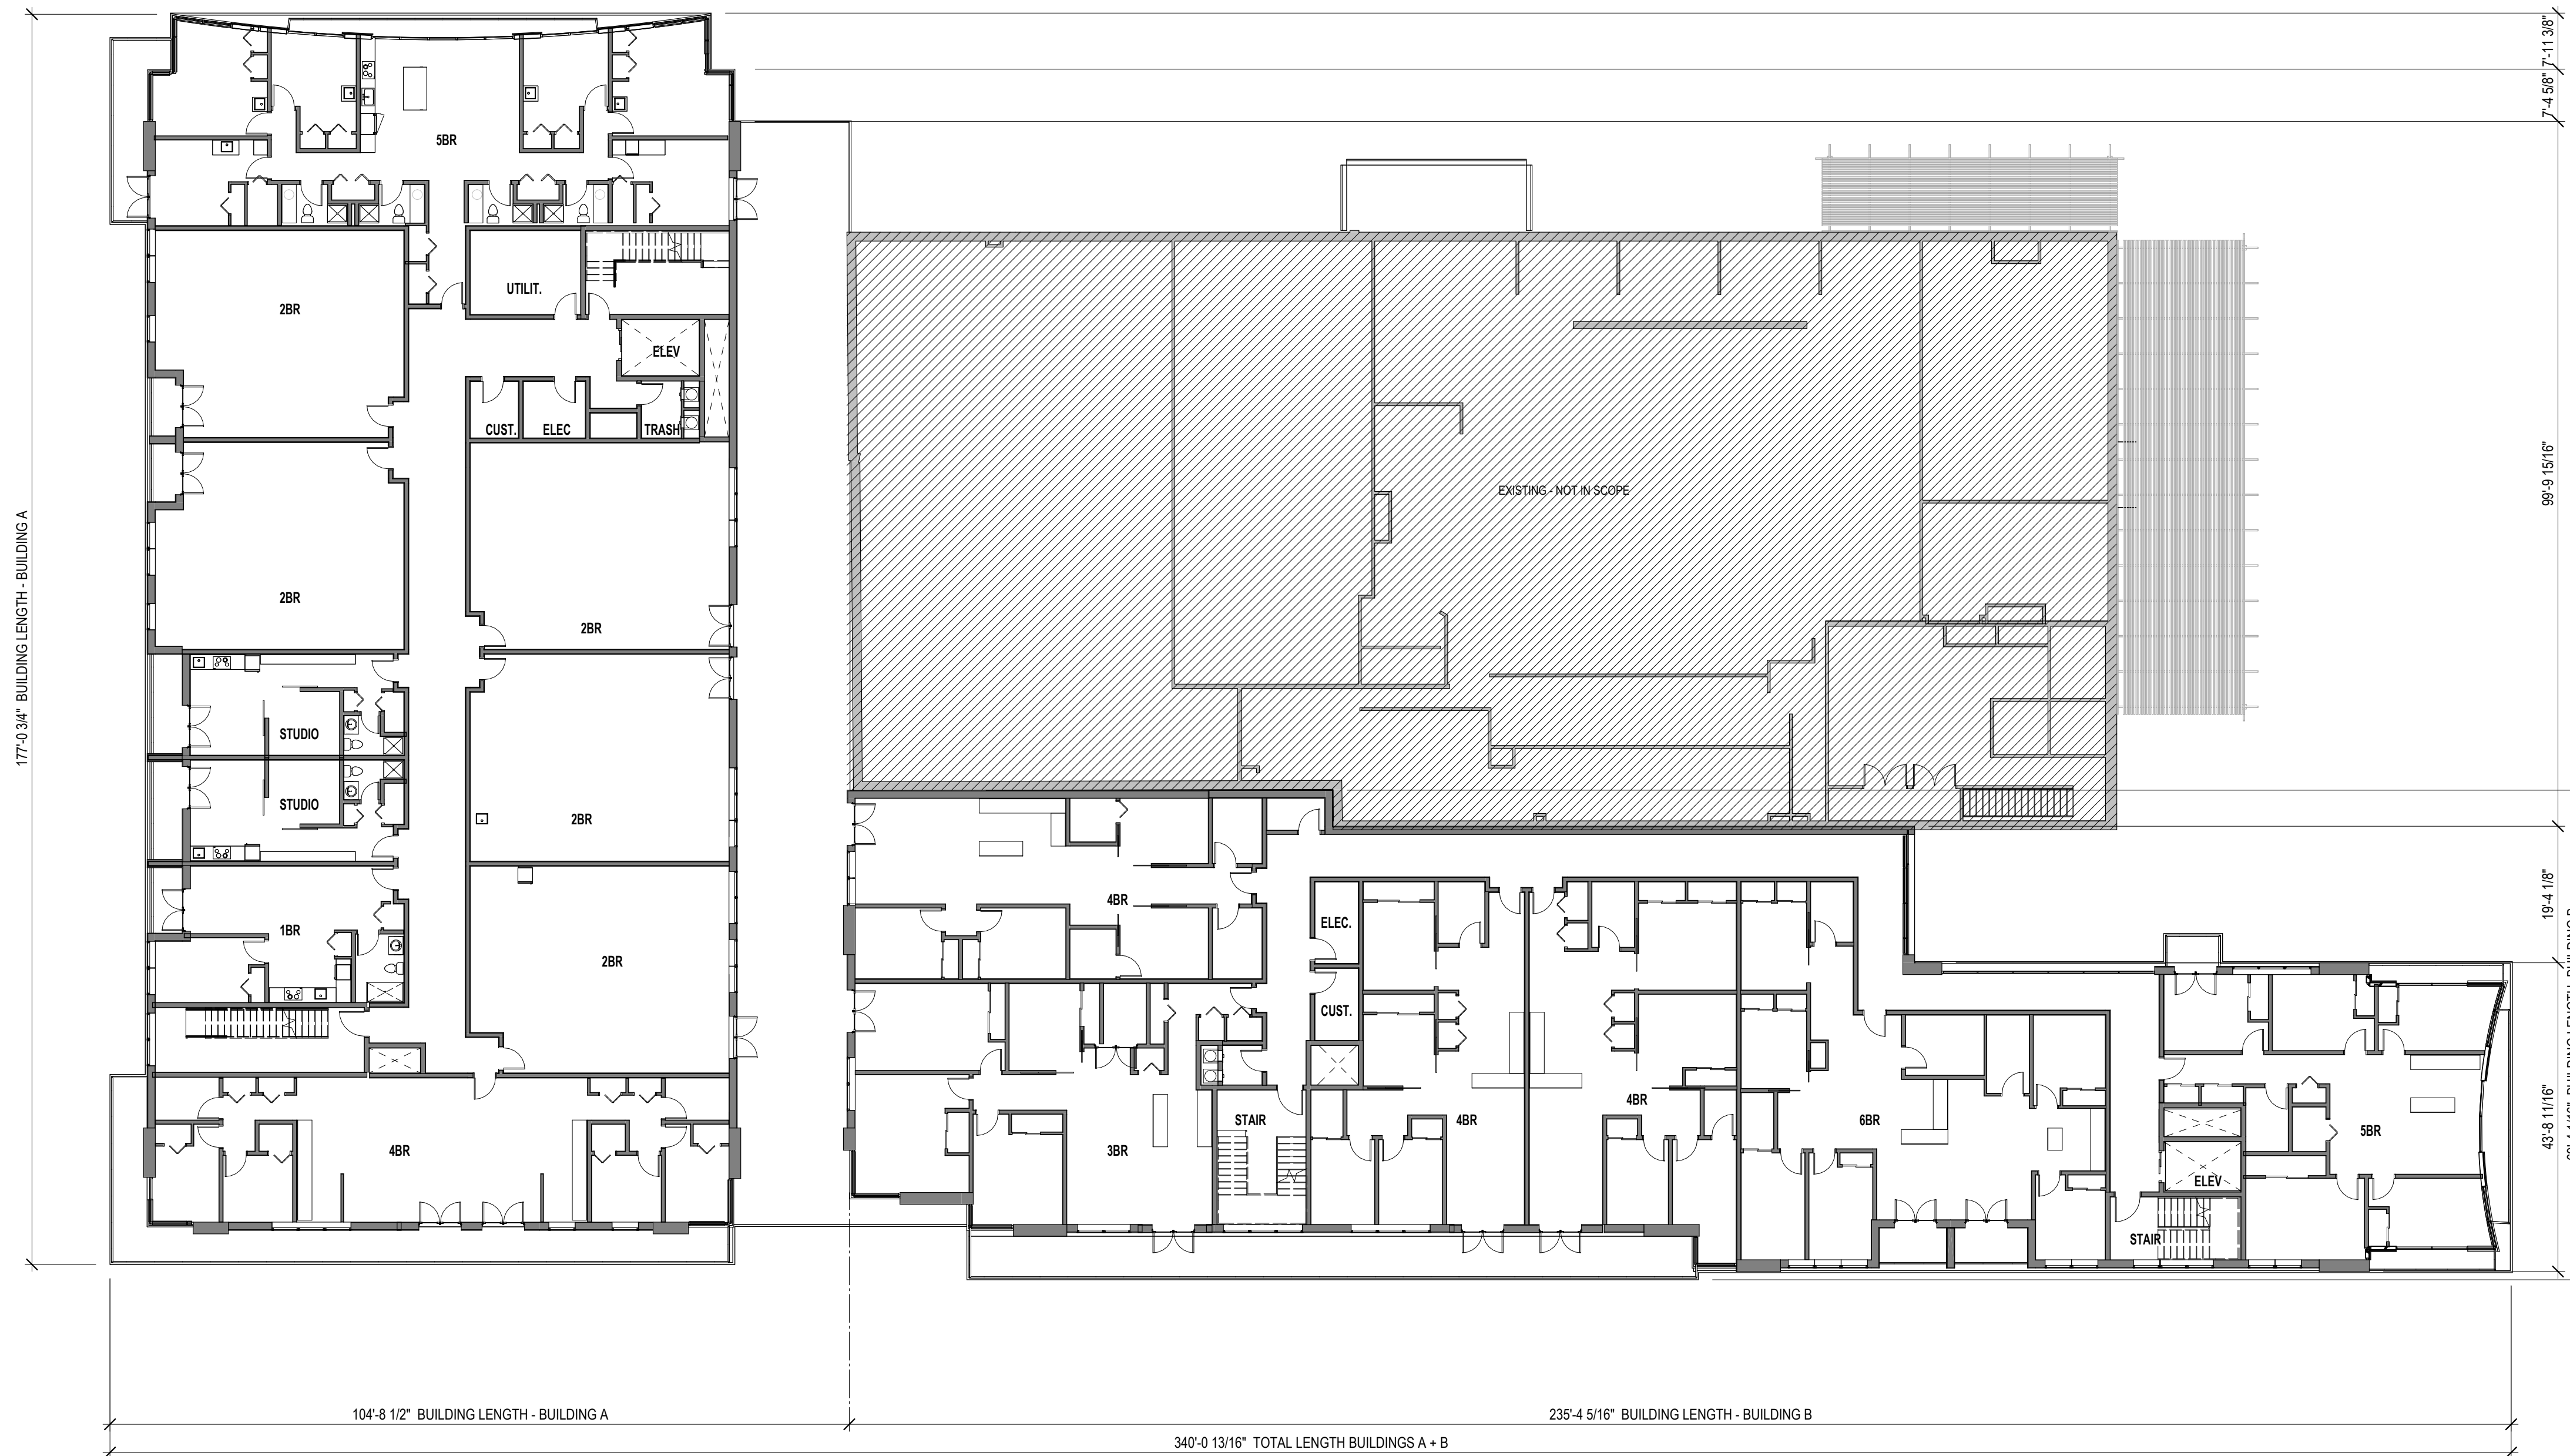 7'-11 3/8"
7'-4 5/8"
5BR
UTILIT.
2BR
ELEV
CUST.
ELEC
TRASH
EXISTING - NOT IN SCOPE
99'-9 15/16"
177'-0 3/4" BUILDING LENGTH - BUILDING A
2BR
2BR
STUDIO
STUDIO
2BR
1BR
2BR
4BR
ELEC.
19'-4 1/8"
CUST.
4BR
3BR
STAIR
4BR
4BR
6BR
5BR
ELEV
STAIR
43'-8 11/16"
104'-8 1/2" BUILDING LENGTH - BUILDING A
235'-4 5/16" BUILDING LENGTH - BUILDING B
340'-0 13/16" TOTAL LENGTH BUILDINGS A + B